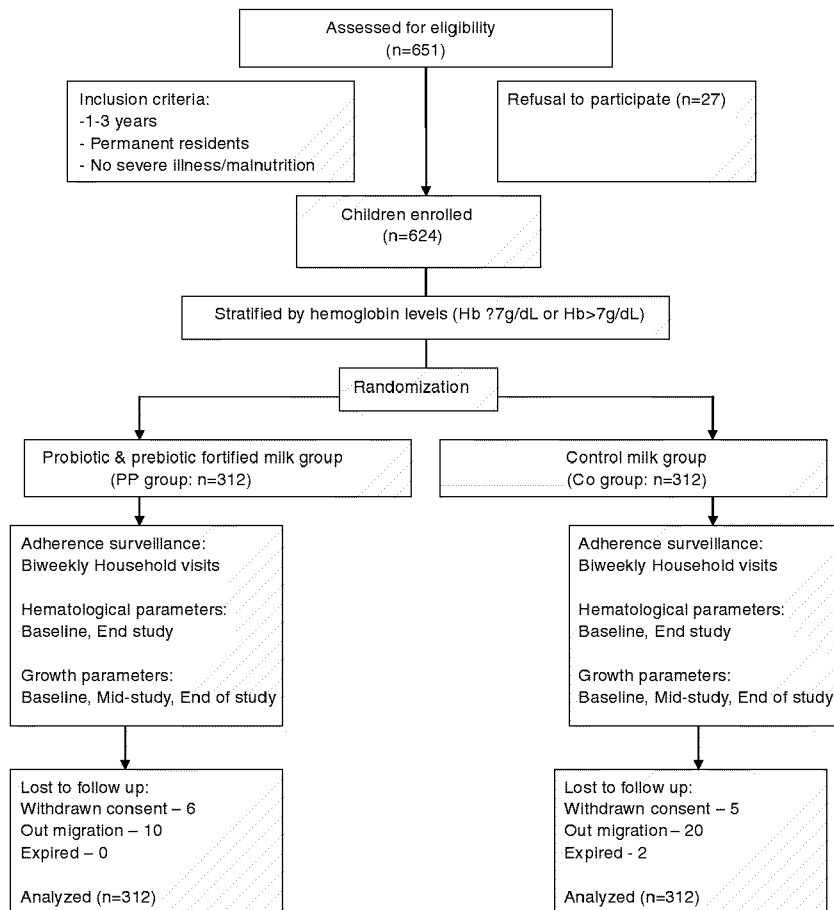 Assessed for eligibility
(n=651)
Inclusion criteria:
-1-3 years
- Permanent residents
- No severe illness/malnutrition
Refusal to participate (n=27)
Children enrolled
(n=624)
Stratified by hemoglobin levels (Hb ?7g/dL or Hb>7g/dL)
Randomization
Probiotic & prebiotic fortified milk group
(PP group: n=312)
Control milk group
(Co group: n=312)
Adherence surveillance:
Biweekly Household visits
Hematological parameters:
Baseline, End study
Growth parameters:
Baseline, Mid-study, End of study
Adherence surveillance:
Biweekly Household visits
Hematological parameters:
Baseline, End study
Growth parameters:
Baseline, Mid-study, End of study
Lost to follow up:
Withdrawn consent – 6
Out migration – 10
Expired – 0
Analyzed (n=312)
Lost to follow up:
Withdrawn consent – 5
Out migration – 20
Expired - 2
Analyzed (n=312)